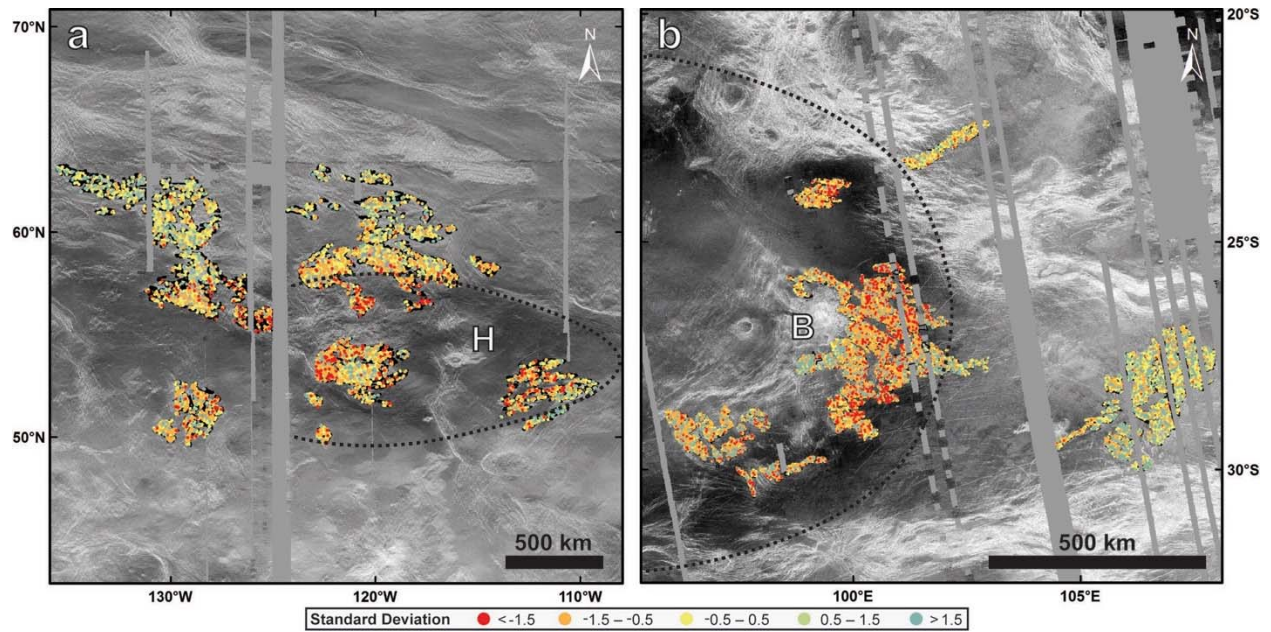 70°N
a
N
60°N
H
50°N
500 km
130°W
120°W
110°W
b
20°S
N
25°S
B
30°S
500 km
100°E
105°E
Standard Deviation < -1.5 -1.5 – -0.5 -0.5 – 0.5 0.5 – 1.5 > 1.5